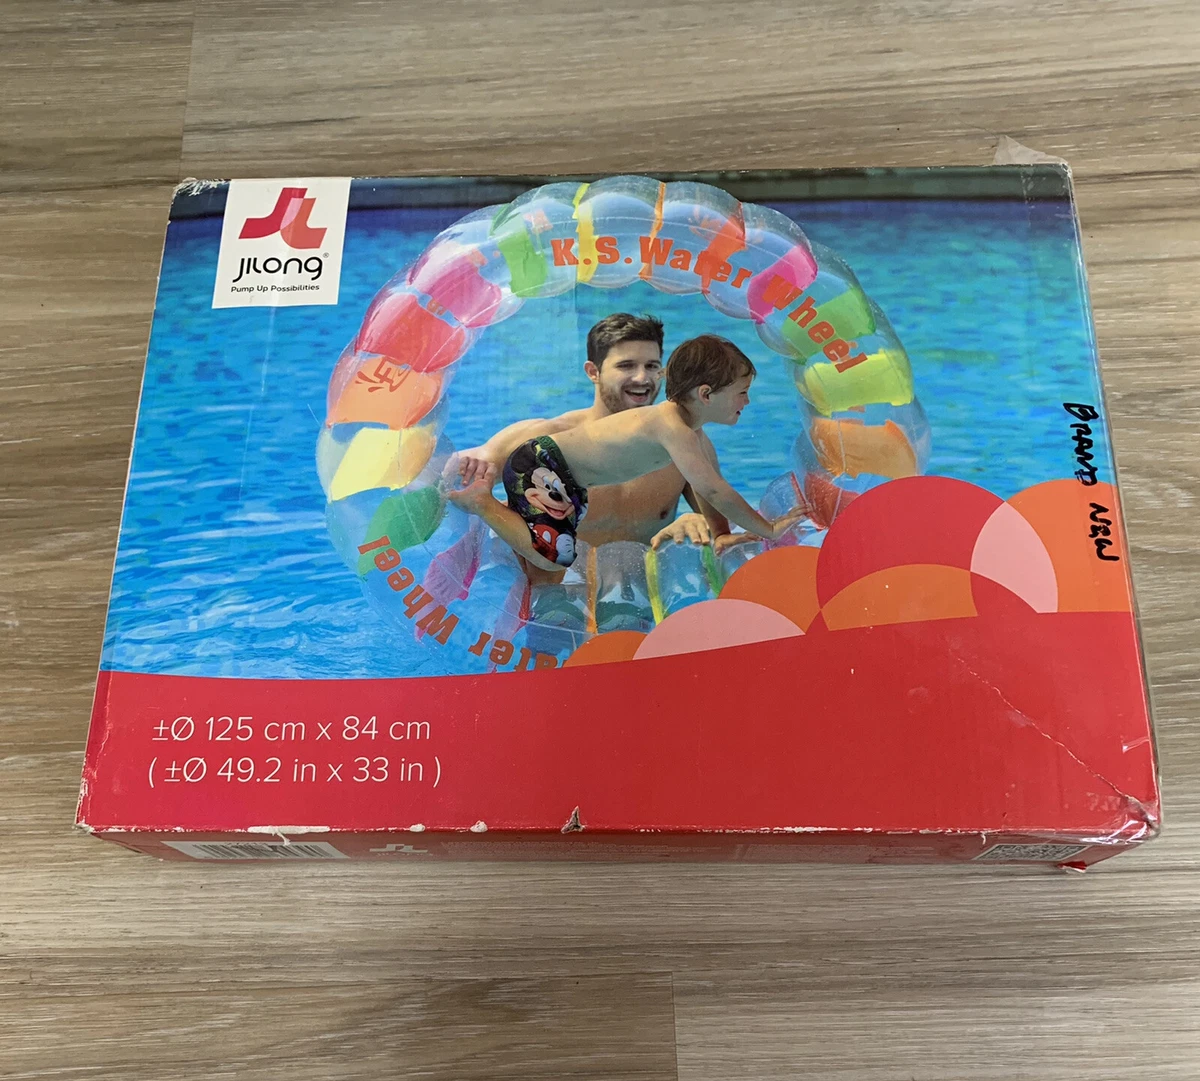 JILong®
Pump Up Possibilities
K.S. Water Wheel
Water Wheel
BRAND NEW
±Ø 125 cm x 84 cm
( ±Ø 49.2 in x 33 in )